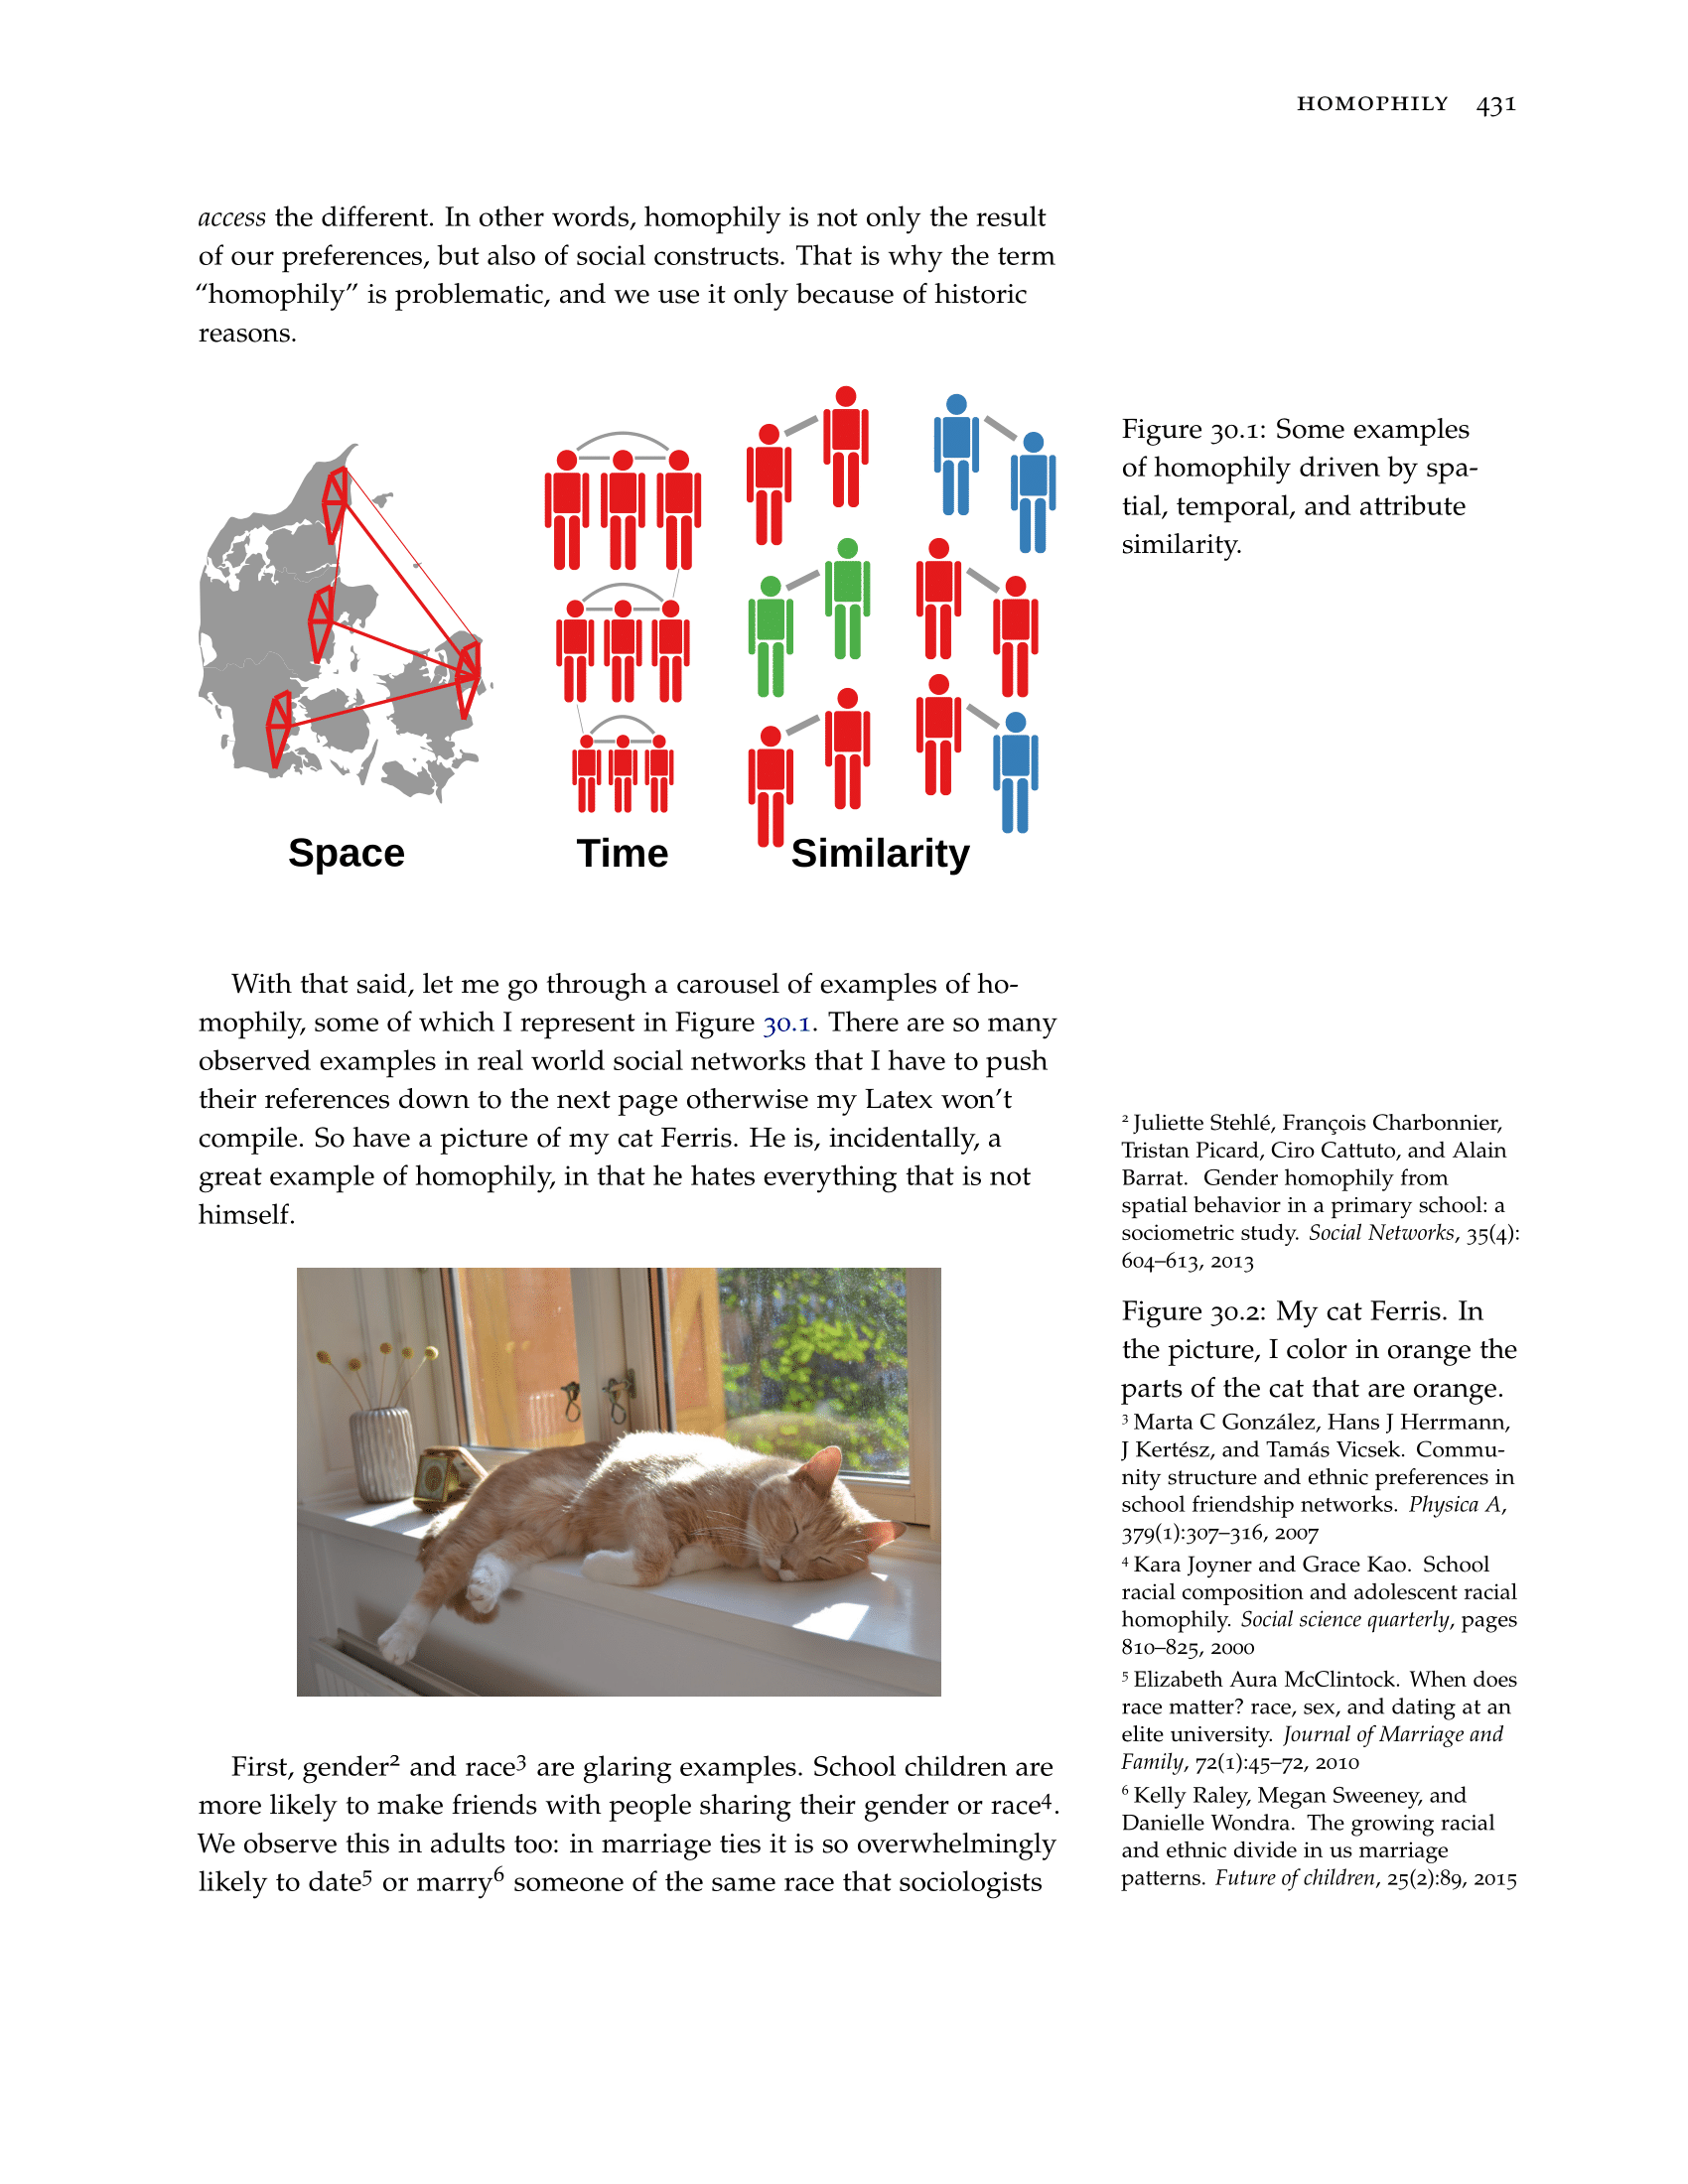 HOMOPHILY 431
access the different. In other words, homophily is not only the result
of our preferences, but also of social constructs. That is why the term
“homophily” is problematic, and we use it only because of historic
reasons.
Space
Time
Similarity
Figure 30.1: Some examples
of homophily driven by spa-
tial, temporal, and attribute
similarity.
With that said, let me go through a carousel of examples of ho-
mophily, some of which I represent in Figure 30.1. There are so many
observed examples in real world social networks that I have to push
their references down to the next page otherwise my Latex won’t
compile. So have a picture of my cat Ferris. He is, incidentally, a
great example of homophily, in that he hates everything that is not
himself.
² Juliette Stehlé, François Charbonnier,
Tristan Picard, Ciro Cattuto, and Alain
Barrat. Gender homophily from
spatial behavior in a primary school: a
sociometric study. Social Networks, 35(4):
604–613, 2013
Figure 30.2: My cat Ferris. In
the picture, I color in orange the
parts of the cat that are orange.
³ Marta C González, Hans J Herrmann,
J Kertész, and Tamás Vicsek. Commu-
nity structure and ethnic preferences in
school friendship networks. Physica A,
379(1):307–316, 2007
⁴ Kara Joyner and Grace Kao. School
racial composition and adolescent racial
homophily. Social science quarterly, pages
810–825, 2000
⁵ Elizabeth Aura McClintock. When does
race matter? race, sex, and dating at an
elite university. Journal of Marriage and
Family, 72(1):45–72, 2010
⁶ Kelly Raley, Megan Sweeney, and
Danielle Wondra. The growing racial
and ethnic divide in us marriage
patterns. Future of children, 25(2):89, 2015
First, gender² and race³ are glaring examples. School children are
more likely to make friends with people sharing their gender or race⁴.
We observe this in adults too: in marriage ties it is so overwhelmingly
likely to date⁵ or marry⁶ someone of the same race that sociologists